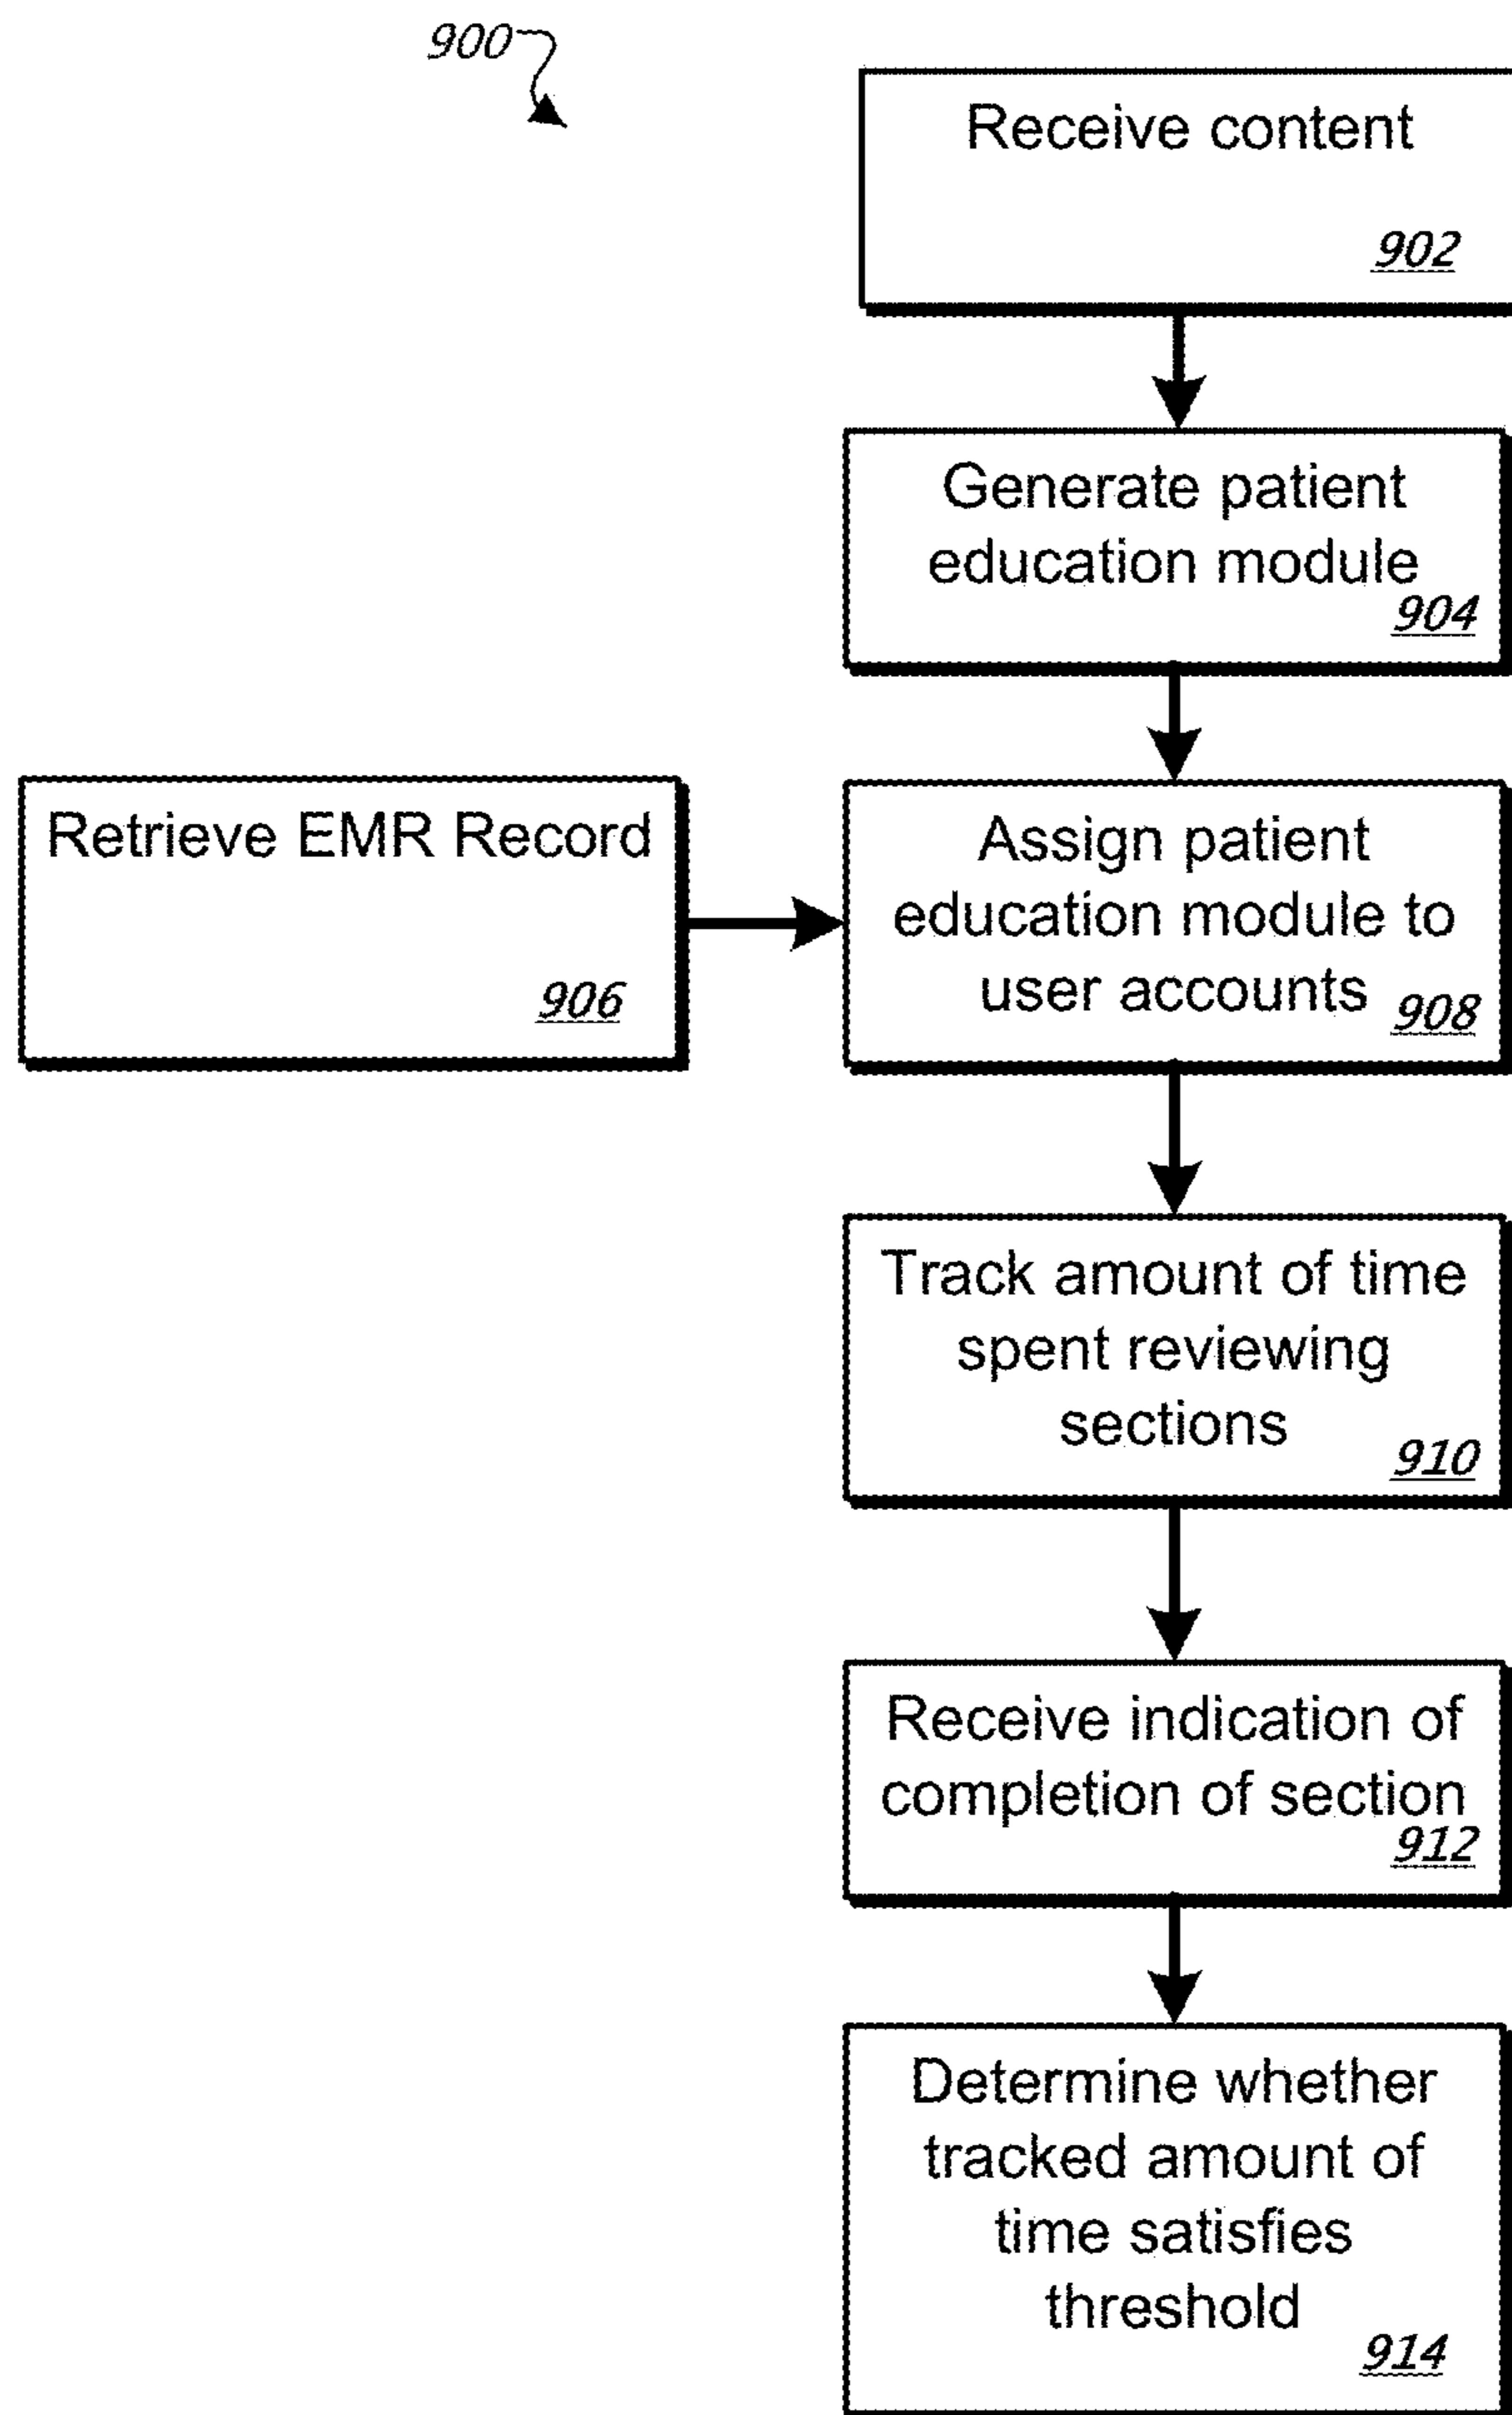 900
Receive content
902
Generate patient
education module
904
Retrieve EMR Record
906
Assign patient
education module to
user accounts
908
Track amount of time
spent reviewing
sections
910
Receive indication of
completion of section
912
Determine whether
tracked amount of
time satisfies
threshold
914